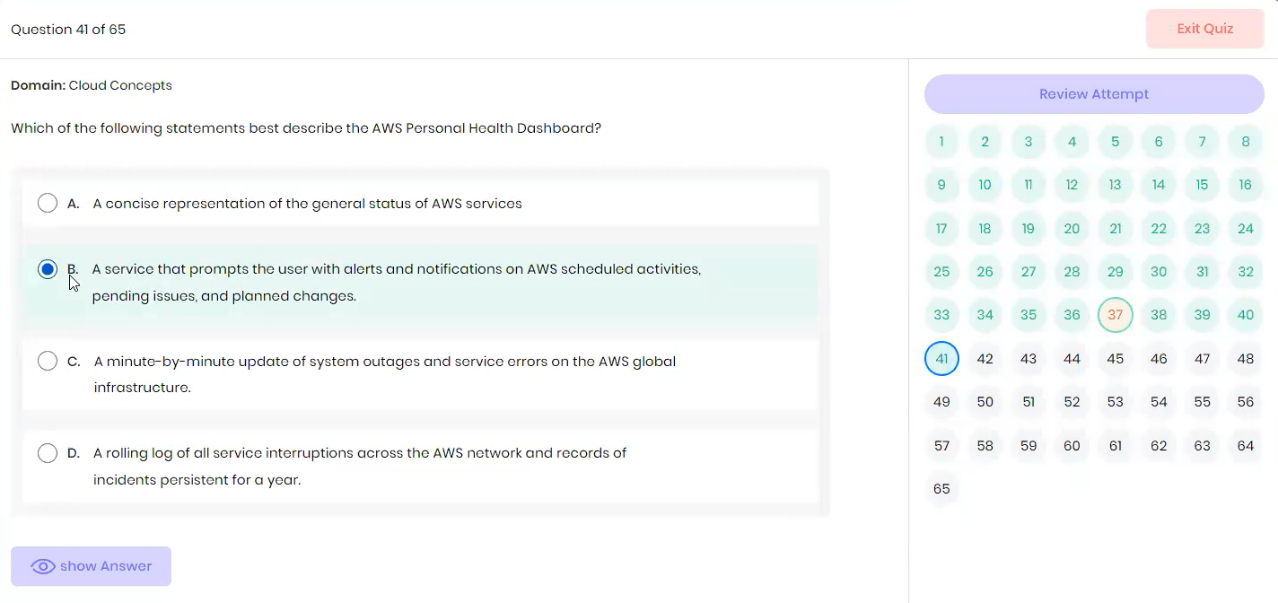 Question 41 of 65
Exit Quiz
Domain: Cloud Concepts
Which of the following statements best describe the AWS Personal Health Dashboard?
A. A concise representation of the general status of AWS services
B. A service that prompts the user with alerts and notifications on AWS scheduled activities,
pending issues, and planned changes.
C. A minute-by-minute update of system outages and service errors on the AWS global
infrastructure.
D. A rolling log of all service interruptions across the AWS network and records of
incidents persistent for a year.
show Answer
Review Attempt
1 2 3 4 5 6 7 8
9 10 11 12 13 14 15 16
17 18 19 20 21 22 23 24
25 26 27 28 29 30 31 32
33 34 35 36 37 38 39 40
41 42 43 44 45 46 47 48
49 50 51 52 53 54 55 56
57 58 59 60 61 62 63 64
65